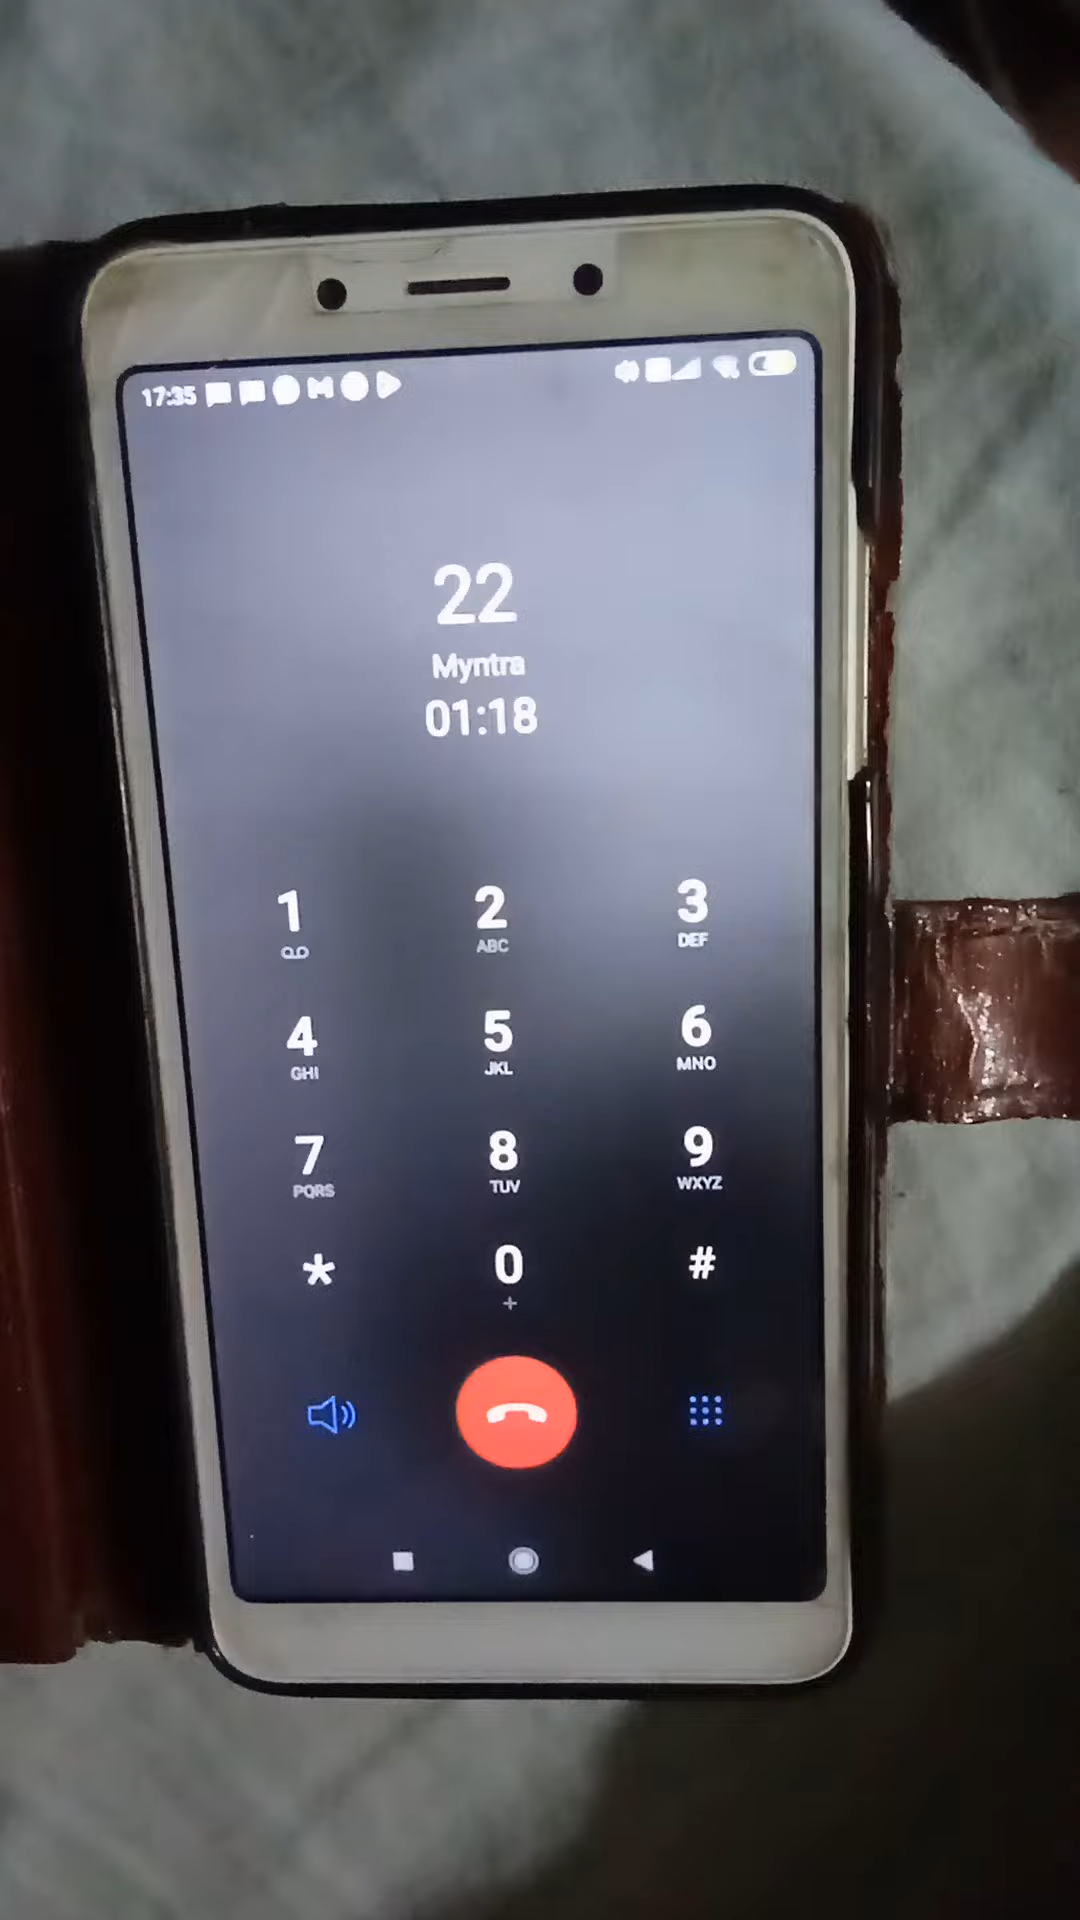 17:35
22
Myntra
01:18
1 2 3
ABC DEF
4 5 6
GHI JKL MNO
7 8 9
PQRS TUV WXYZ
* 0 #
+